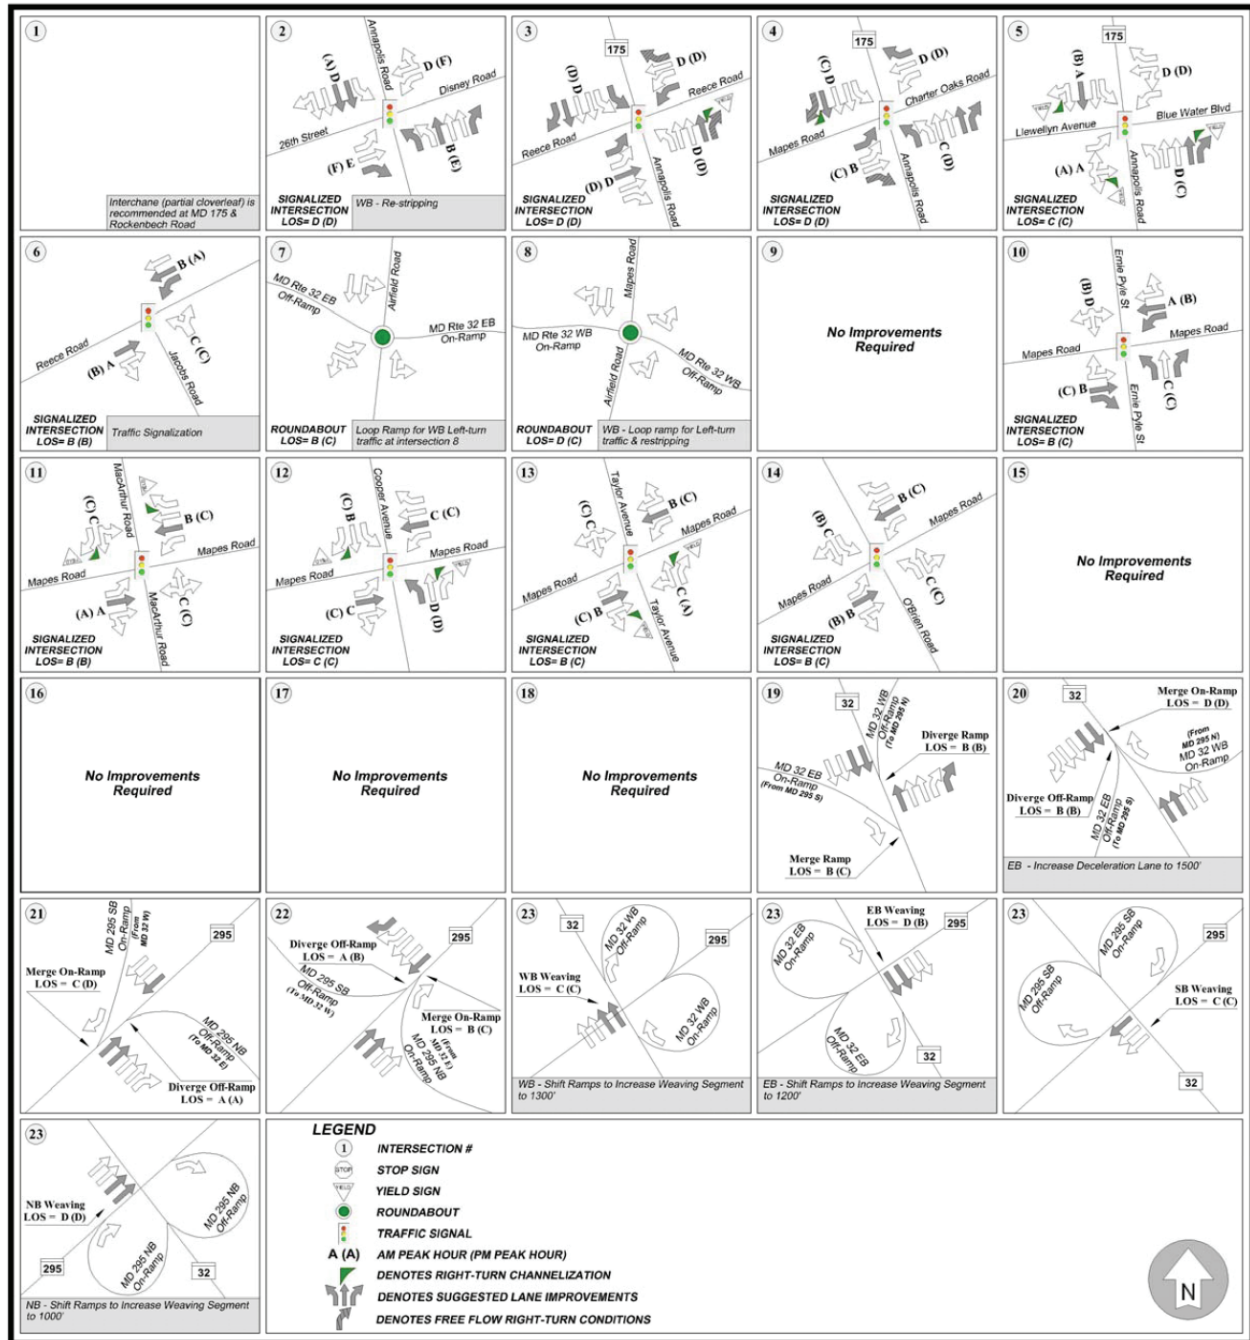 1
Interchane (partial cloverleaf) is
recommended at MD 175 &
Rockenbech Road
2
Annapolis Road
(A) D
D (F)
Disney Road
26th Street
(F) E
B (E)
SIGNALIZED
INTERSECTION
LOS= D (D)
WB - Re-stripping
3
175
(D) D
D (D)
Reece Road
Reece Road
(D) D
D (D)
Annapolis Road
SIGNALIZED
INTERSECTION
LOS= D (D)
YIELD
4
175
(C) D
D (D)
Charter Oaks Road
Mapes Road
(C) B
C (D)
Annapolis Road
SIGNALIZED
INTERSECTION
LOS= D (D)
5
175
(B) A
D (D)
YIELD
Blue Water Blvd
Llewellyn Avenue
YIELD
(A) A
D (C)
YIELD
Annapolis Road
SIGNALIZED
INTERSECTION
LOS= C (C)
6
B (A)
Reece Road
(B) A
C (C)
Jacobs Road
SIGNALIZED
INTERSECTION
LOS= B (B)
Traffic Signalization
7
Airfield Road
MD Rte 32 EB
Off-Ramp
MD Rte 32 EB
On-Ramp
ROUNDABOUT
LOS= B (C)
Loop Ramp for WB Left-turn
traffic at intersection 8
8
Mapes Road
MD Rte 32 WB
On-Ramp
MD Rte 32 WB
Off-Ramp
Airfield Road
ROUNDABOUT
LOS= D (C)
WB - Loop ramp for Left-turn
traffic & restripping
9
No Improvements
Required
10
Ernie Pyle St
(B) D
A (B)
Mapes Road
Mapes Road
(C) B
C (C)
Ernie Pyle St
SIGNALIZED
INTERSECTION
LOS= B (C)
11
MacArthur Road
(C) C
B (C)
Mapes Road
Mapes Road
(A) A
C (C)
MacArthur Road
SIGNALIZED
INTERSECTION
LOS= B (B)
12
Cooper Avenue
(C) B
C (C)
Mapes Road
Mapes Road
YIELD
(C) C
D (D)
SIGNALIZED
INTERSECTION
LOS= C (C)
13
Taylor Avenue
(C) C
B (C)
Mapes Road
Mapes Road
YIELD
(C) B
C (A)
YIELD
Taylor Avenue
SIGNALIZED
INTERSECTION
LOS= B (C)
14
(B) C
B (C)
Mapes Road
Mapes Road
(B) B
C (C)
O'Brien Road
SIGNALIZED
INTERSECTION
LOS= B (C)
15
No Improvements
Required
16
No Improvements
Required
17
No Improvements
Required
18
No Improvements
Required
19
32
MD 32 WB
Off-Ramp
(To MD 295 N)
Diverge Ramp
LOS = B (B)
MD 32 EB
On-Ramp
(From MD 295 S)
Merge Ramp
LOS = B (C)
20
32
Merge On-Ramp
LOS = D (D)
(From
MD 295 N)
MD 32 WB
On-Ramp
Diverge Off-Ramp
LOS = B (B)
MD 32 EB
Off-Ramp
(To MD 295 S)
EB - Increase Deceleration Lane to 1500'
21
MD 295 SB
On-Ramp
(From
MD 32 W)
295
Merge On-Ramp
LOS = C (D)
MD 295 NB
Off-Ramp
(To MD 32 E)
Diverge Off-Ramp
LOS = A (A)
22
295
Diverge Off-Ramp
LOS = A (B)
MD 295 SB
Off-Ramp
(To MD 32 W)
Merge On-Ramp
LOS = B (C)
(From
MD 32 E)
MD 295 NB
On-Ramp
23
32
MD 32 WB
Off-Ramp
295
WB Weaving
LOS = C (C)
MD 32 WB
On-Ramp
WB - Shift Ramps to Increase Weaving Segment
to 1300'
23
EB Weaving
LOS = D (B)
295
MD 32 EB
On-Ramp
MD 32 EB
Off-Ramp
32
EB - Shift Ramps to Increase Weaving Segment
to 1200'
23
MD 295 SB
On-Ramp
295
MD 295 SB
Off-Ramp
SB Weaving
LOS = C (C)
32
23
NB Weaving
LOS = D (D)
MD 295 NB
Off-Ramp
MD 295 NB
On-Ramp
295
32
NB - Shift Ramps to Increase Weaving Segment
to 1000'
LEGEND
1 INTERSECTION #
STOP STOP SIGN
YIELD YIELD SIGN
ROUNDABOUT
TRAFFIC SIGNAL
A (A) AM PEAK HOUR (PM PEAK HOUR)
DENOTES RIGHT-TURN CHANNELIZATION
DENOTES SUGGESTED LANE IMPROVEMENTS
DENOTES FREE FLOW RIGHT-TURN CONDITIONS
N